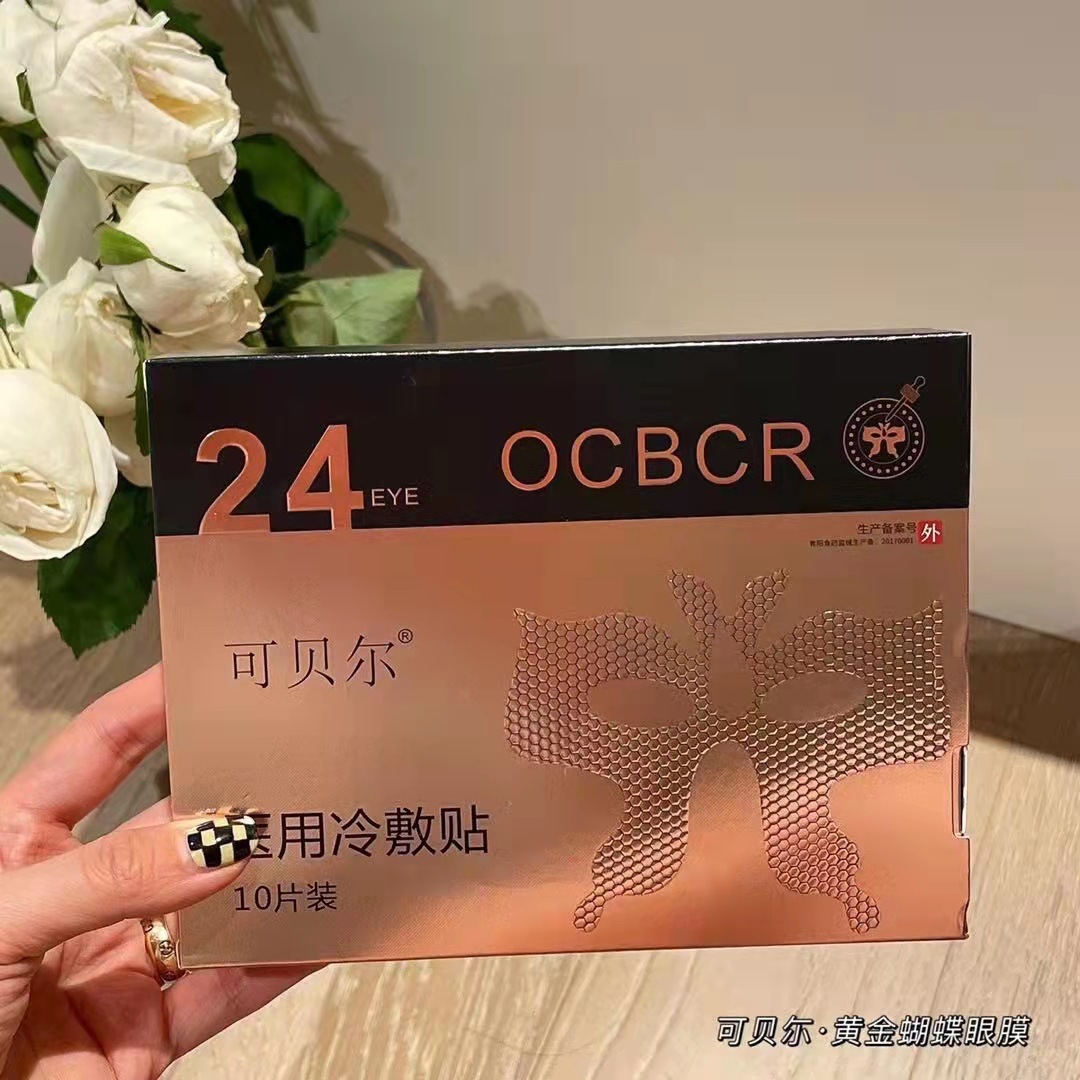 24 EYE
OCBCR
生产备案号
外
可贝尔®
医用冷敷贴
10片装
可贝尔·黄金蝴蝶眼膜